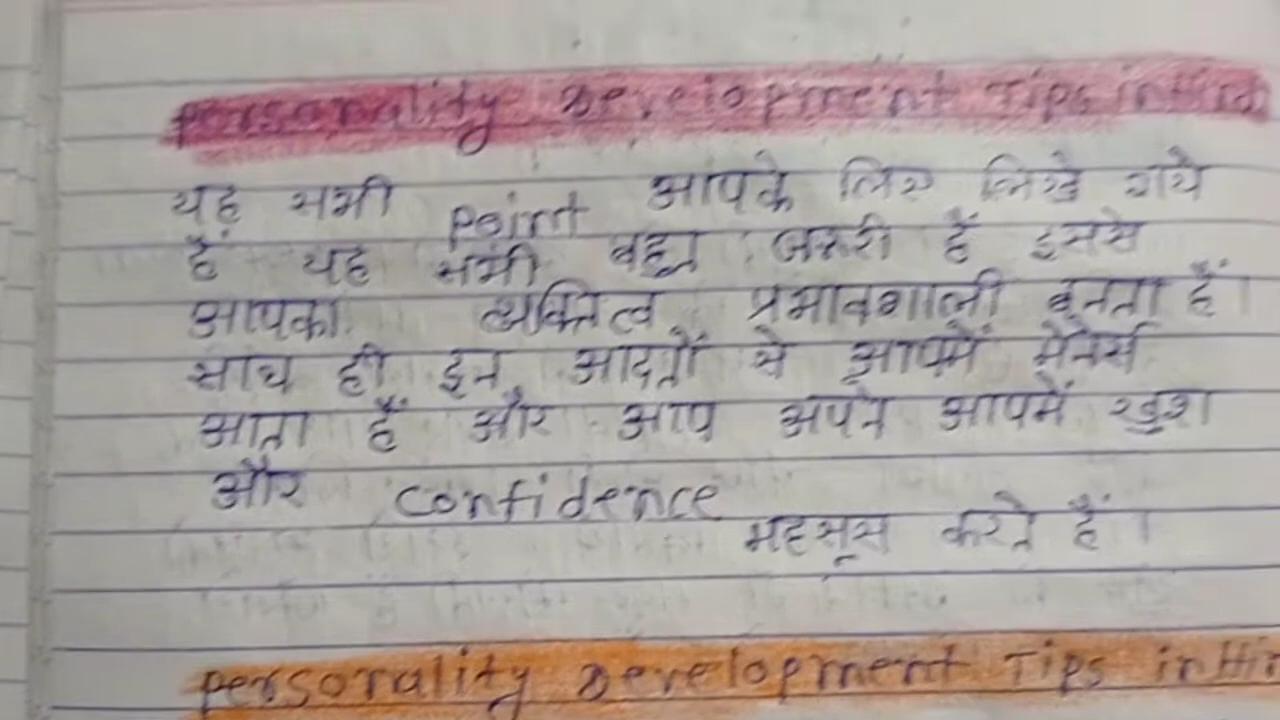 Personality Development Tips in Hind
यह सभी point आपके लिए लिखे गये
हैं यह सभी बहुत जरूरी हैं इससे
आपका व्यक्तित्व प्रभावशाली बनता हैं।
साथ ही इन आदतों से आपमें मैनर्स
आता हैं और आप अपने आपमें खुश
और confidence
महसूस करते हैं।
personality Development Tips in Hin